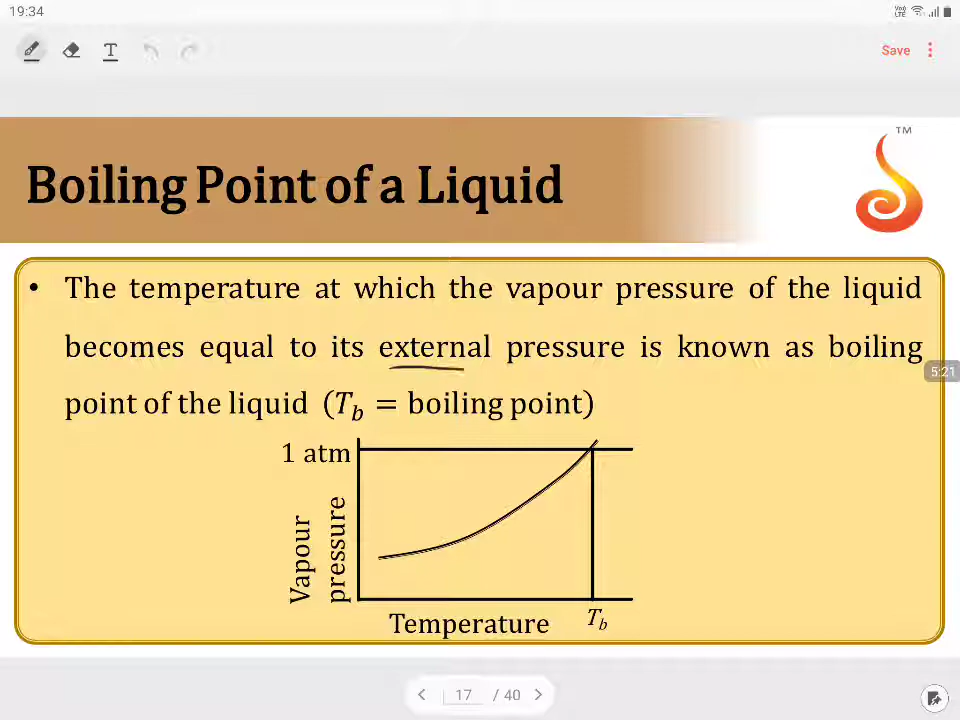 19:34
Vo)) LTE
T
Save
TM
Boiling Point of a Liquid
• The temperature at which the vapour pressure of the liquid
becomes equal to its external pressure is known as boiling
5:21
point of the liquid (T_b = boiling point)
1 atm
Vapour
pressure
Temperature
T_b
17 / 40